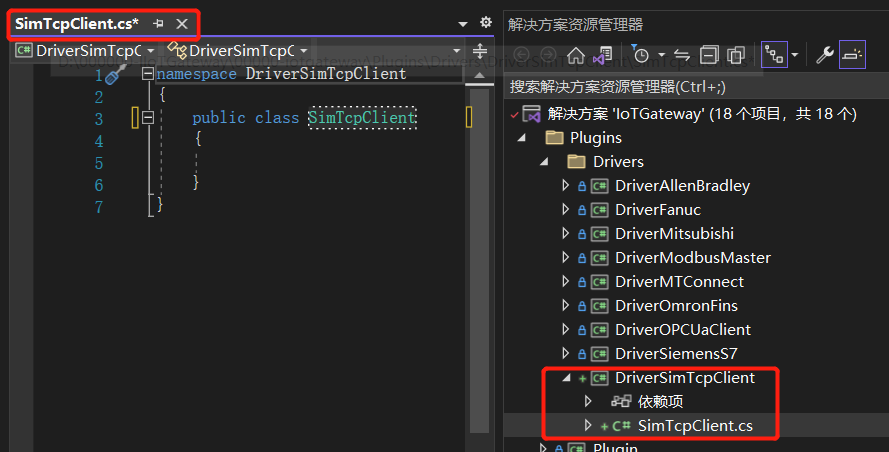 SimTcpClient.cs*
DriverSimTcpC
DriverSimTcpC
1 namespace DriverSimTcpClient
2 {
3 public class SimTcpClient
4 {
5
6 }
7 }
解决方案资源管理器
搜索解决方案资源管理器(Ctrl+;)
解决方案 'IoTGateway' (18 个项目，共 18 个)
Plugins
Drivers
DriverAllenBradley
DriverFanuc
DriverMitsubishi
DriverModbusMaster
DriverMTConnect
DriverOmronFins
DriverOPCUaClient
DriverSiemensS7
DriverSimTcpClient
依赖项
SimTcpClient.cs
Plugin